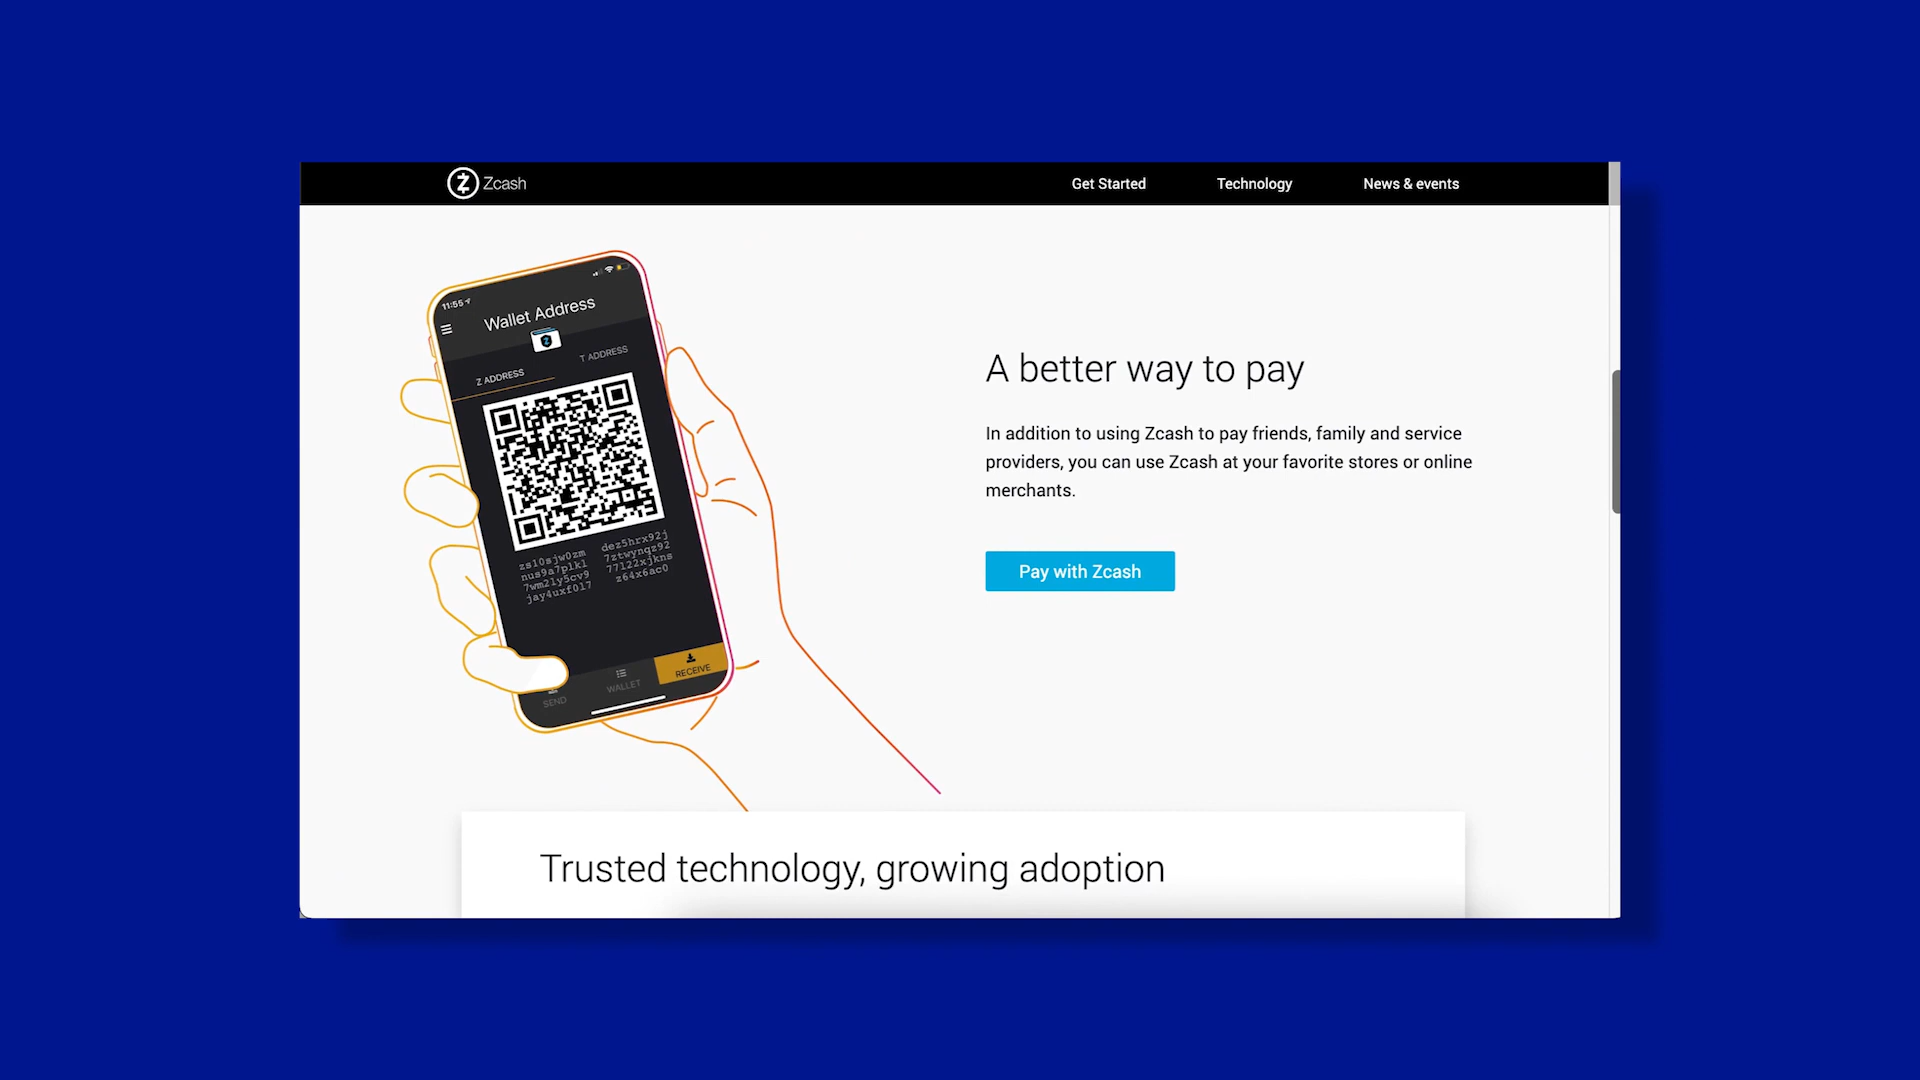 Zcash
Get Started
Technology
News & events
11:55
Wallet Address
Z ADDRESS
T ADDRESS
zs10sjw0zm dez5hrx92j
nus9a7plkl 7ztwynqz92
7wm2ly5cv9 77l22xjkns
jay4uxf0l7 z64x6ac0
SEND
WALLET
RECEIVE
A better way to pay
In addition to using Zcash to pay friends, family and service
providers, you can use Zcash at your favorite stores or online
merchants.
Pay with Zcash
Trusted technology, growing adoption